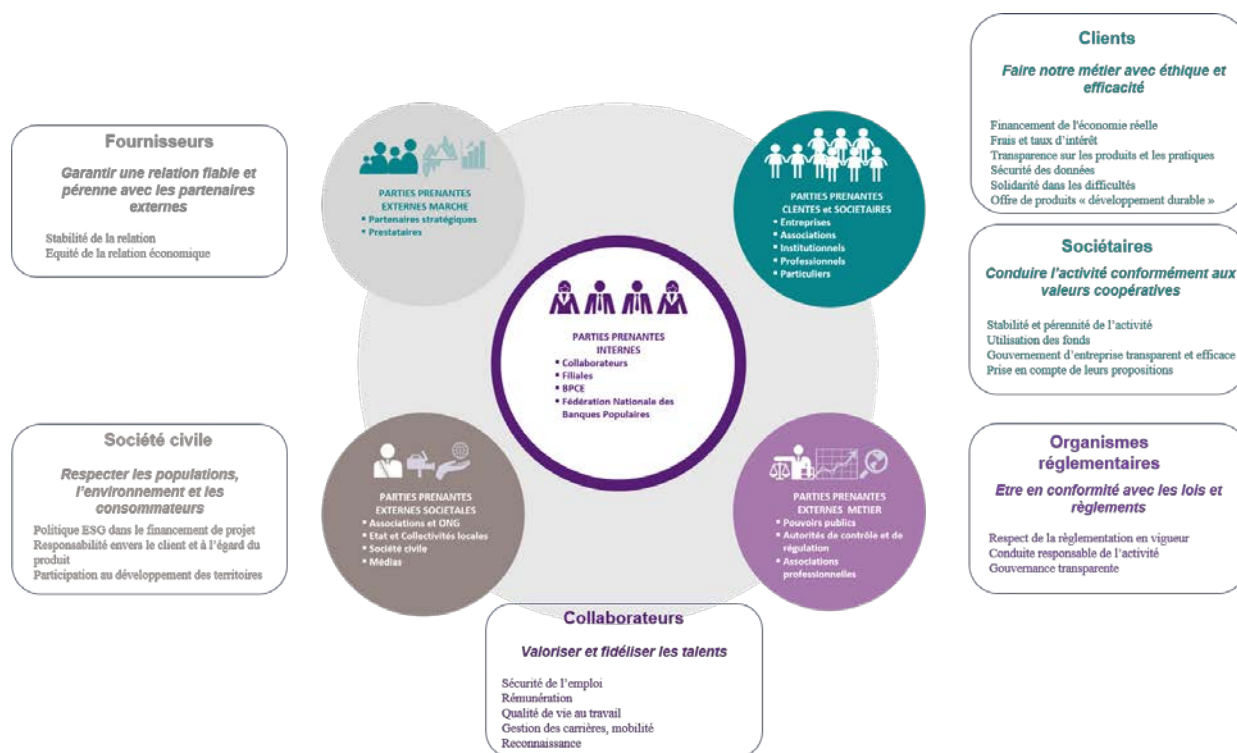 Clients
Faire notre métier avec éthique et
efficacité
Financement de l'économie réelle
Frais et taux d'intérêt
Transparence sur les produits et les pratiques
Sécurité des données
Solidarité dans les difficultés
Offre de produits « développement durable »
Fournisseurs
Garantir une relation fiable et
pérenne avec les partenaires
externes
Stabilité de la relation
Equité de la relation économique
PARTIES PRENANTES
EXTERNES MARCHE
▪ Partenaires stratégiques
▪ Prestataires
PARTIES PRENANTES
CLIENTES et SOCIETAIRES
▪ Entreprises
▪ Associations
▪ Institutionnels
▪ Professionnels
▪ Particuliers
Sociétaires
Conduire l'activité conformément aux
valeurs coopératives
Stabilité et pérennité de l'activité
Utilisation des fonds
Gouvernement d'entreprise transparent et efficace
Prise en compte de leurs propositions
PARTIES PRENANTES
INTERNES
▪ Collaborateurs
▪ Filiales
▪ BPCE
▪ Fédération Nationale des
Banques Populaires
Société civile
Respecter les populations,
l'environnement et les
consommateurs
Politique ESG dans le financement de projet
Responsabilité envers le client et à l'égard du
produit
Participation au développement des territoires
PARTIES PRENANTES
EXTERNES SOCIETALES
▪ Associations et ONG
▪ Etat et Collectivités locales
▪ Société civile
▪ Médias
PARTIES PRENANTES
EXTERNES METIER
▪ Pouvoirs publics
▪ Autorités de contrôle et de
régulation
▪ Associations
professionnelles
Organismes
réglementaires
Etre en conformité avec les lois et
règlements
Respect de la règlementation en vigueur
Conduite responsable de l'activité
Gouvernance transparente
Collaborateurs
Valoriser et fidéliser les talents
Sécurité de l'emploi
Rémunération
Qualité de vie au travail
Gestion des carrières, mobilité
Reconnaissance